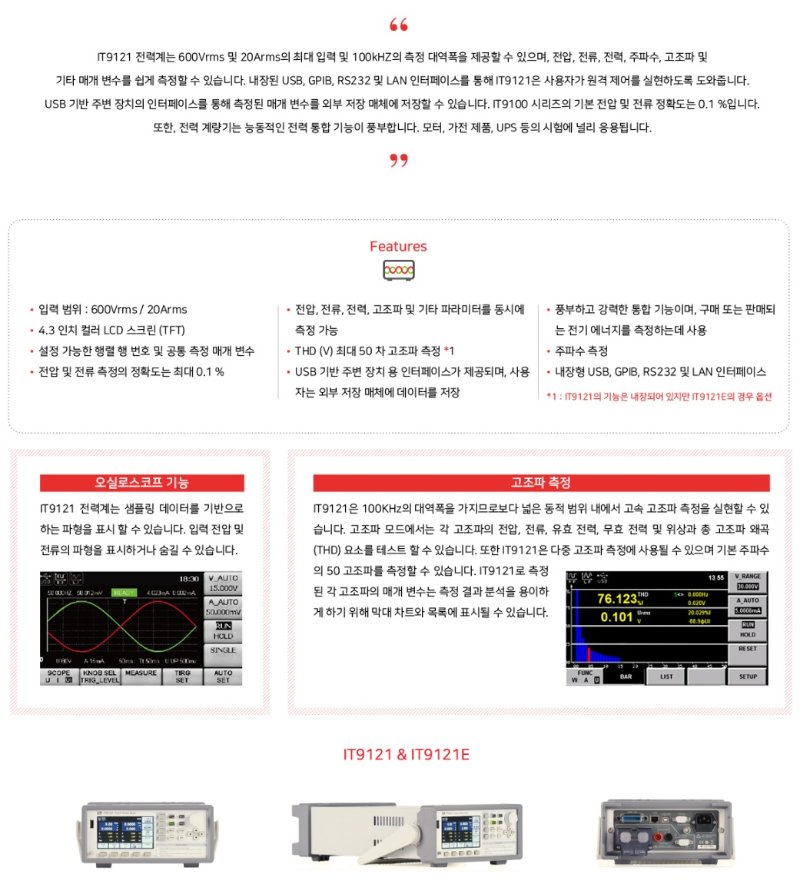 “
IT9121 전력계는 600Vrms 및 20Arms의 최대 입력 및 100kHZ의 측정 대역폭을 제공할 수 있으며, 전압, 전류, 전력, 주파수, 고조파 및
기타 매개 변수를 쉽게 측정할 수 있습니다. 내장된 USB, GPIB, RS232 및 LAN 인터페이스를 통해 IT9121은 사용자가 원격 제어를 실현하도록 도와줍니다.
USB 기반 주변 장치의 인터페이스를 통해 측정된 매개 변수를 외부 저장 매체에 저장할 수 있습니다. IT9100 시리즈의 기본 전압 및 전류 정확도는 0.1 %입니다.
또한, 전력 계량기는 능동적인 전력 통합 기능이 풍부합니다. 모터, 가전 제품, UPS 등의 시험에 널리 응용됩니다.
”
Features
• 입력 범위 : 600Vrms / 20Arms
• 4.3 인치 컬러 LCD 스크린 (TFT)
• 설정 가능한 행렬 행 번호 및 공통 측정 매개 변수
• 전압 및 전류 측정의 정확도는 최대 0.1 %
• 전압, 전류, 전력, 고조파 및 기타 파라미터를 동시에
측정 가능
• THD (V) 최대 50 차 고조파 측정 *1
• USB 기반 주변 장치 용 인터페이스가 제공되며, 사용
자는 외부 저장 매체에 데이터를 저장
• 풍부하고 강력한 통합 기능이며, 구매 또는 판매되
는 전기 에너지를 측정하는데 사용
• 주파수 측정
• 내장형 USB, GPIB, RS232 및 LAN 인터페이스
*1 : IT9121의 기능은 내장되어 있지만 IT9121E의 경우 옵션
오실로스코프 기능
IT9121 전력계는 샘플링 데이터를 기반으로
하는 파형을 표시 할 수 있습니다. 입력 전압 및
전류의 파형을 표시하거나 숨길 수 있습니다.
18:30
V_AUTO
15.000V
READY
A_AUTO
50.000mA
RUN
HOLD
SINGLE
SCOPE
U I
KNOB SEL
TRIG_LEVEL
MEASURE
TIRG
SET
AUTO
SET
고조파 측정
IT9121은 100KHz의 대역폭을 가지므로보다 넓은 동적 범위 내에서 고속 고조파 측정을 실현할 수 있
습니다. 고조파 모드에서는 각 고조파의 전압, 전류, 유효 전력, 무효 전력 및 위상과 총 고조파 왜곡
(THD) 요소를 테스트 할 수 있습니다. 또한 IT9121은 다중 고조파 측정에 사용될 수 있으며 기본 주파수
의 50 고조파를 측정할 수 있습니다. IT9121로 측정
된 각 고조파의 매개 변수는 측정 결과 분석을 용이하
게 하기 위해 막대 차트와 목록에 표시될 수 있습니다.
13 55
V_RANGE
30.000V
76.123
THD
0.000Hz
0.020V
A_AUTO
5.0000mA
0.101
Urms
V
20.029%f
RUN
HOLD
RESET
FUNC
W A U
BAR
LIST
SETUP
IT9121 & IT9121E